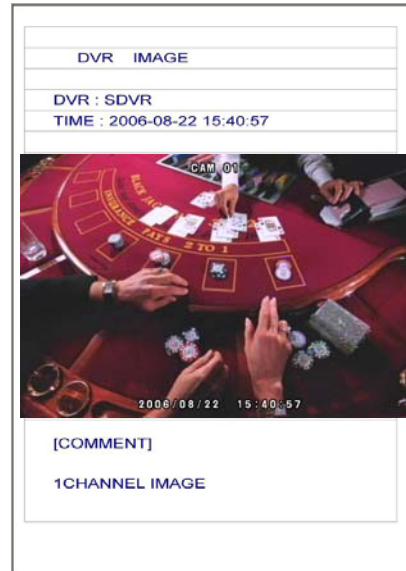 DVR IMAGE
DVR : SDVR
TIME : 2006-08-22 15:40:57
CAM 01
BLACK JACK
INSURANCE PAYS 2 TO 1
2006/08/22 15:40:57
[COMMENT]
1CHANNEL IMAGE